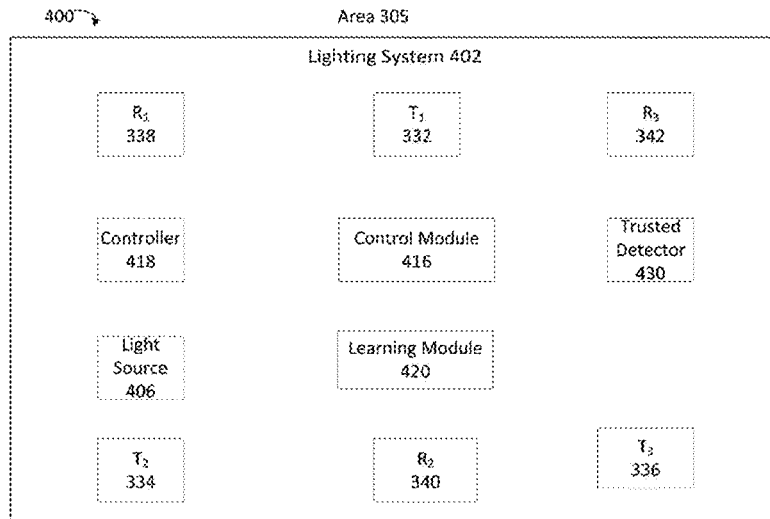 400
Area 305
Lighting System 402
R₁
338
T₁
332
R₃
342
Controller
418
Control Module
416
Trusted
Detector
430
Light
Source
406
Learning Module
420
T₂
334
R₂
340
T₃
336